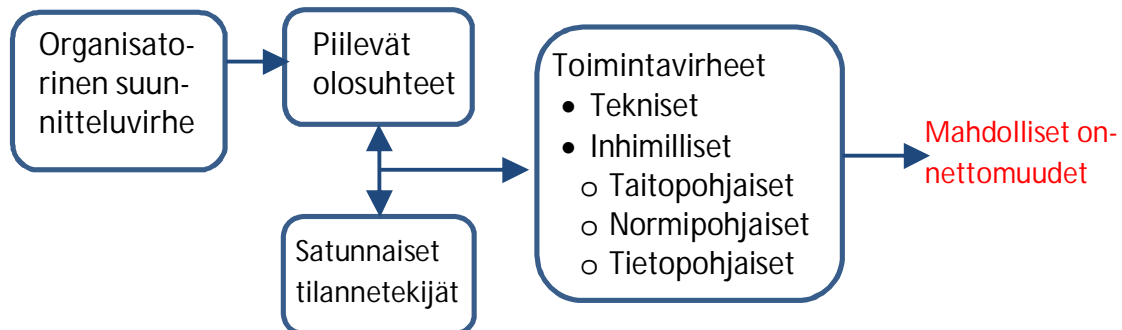 Organisato-
rinen suun-
nitteluvirhe
Piilevät
olosuhteet
Satunnaiset
tilannetekijät
Toimintavirheet
• Tekniset
• Inhimilliset
o Taitopohjaiset
o Normipohjaiset
o Tietopohjaiset
Mahdolliset on-
nettomuudet